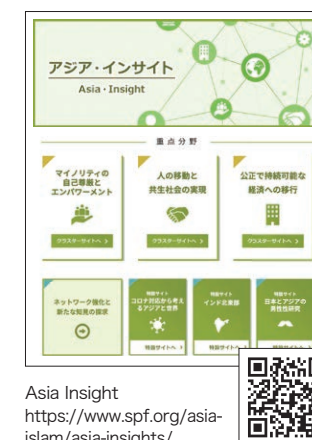 アジア・インサイト
Asia・Insight
重点分野
マイノリティの
自己尊厳と
エンパワーメント
クラスターサイトへ
人の移動と
共生社会の実現
クラスターサイトへ
公正で持続可能な
経済への移行
クラスターサイトへ
ネットワーク強化と
新たな知見の探求
特設サイト
コロナ対応から考え
るアジアと世界
特設サイトへ
特設サイト
インド北東部
特設サイトへ
特設サイト
日本とアジアの
男性性研究
Asia Insight
https://www.spf.org/asia-
islam/asia-insights/